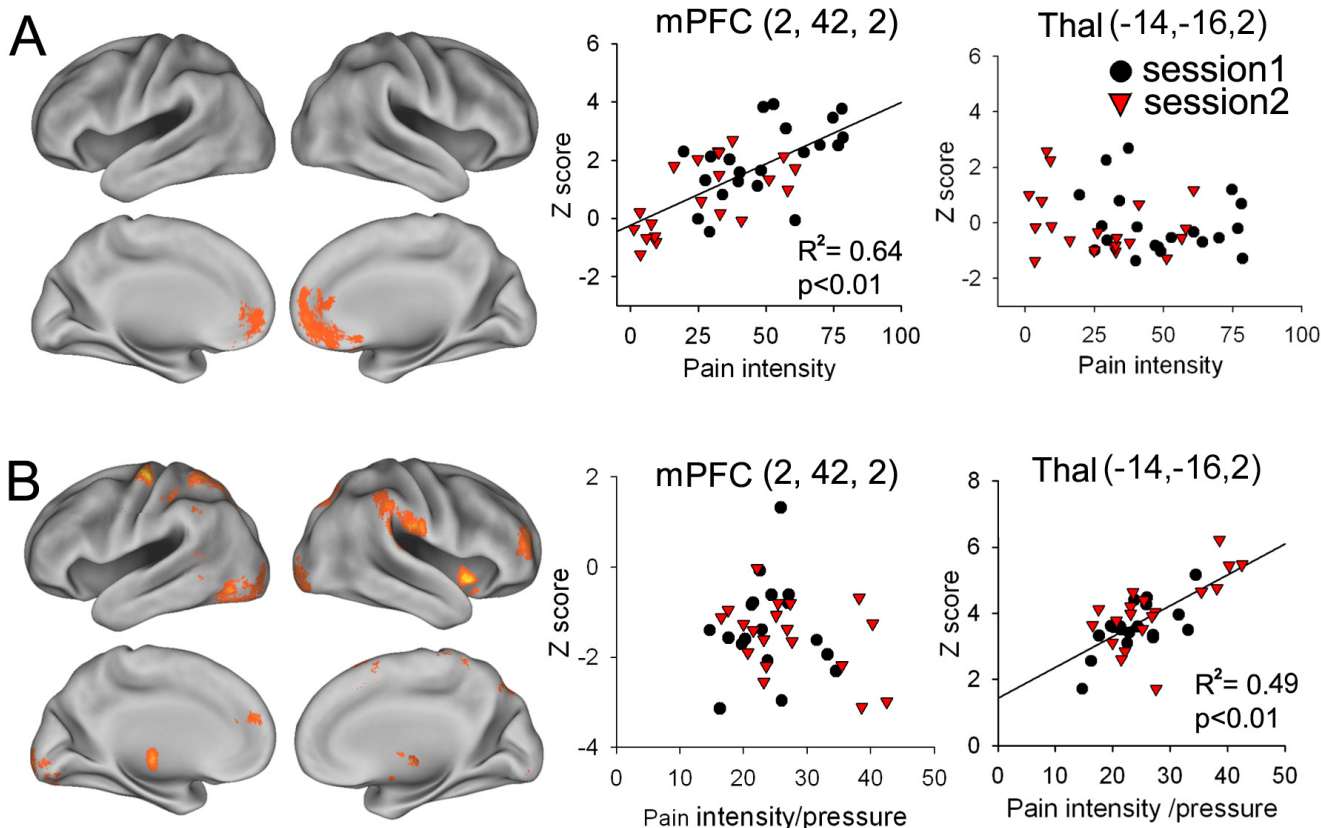 A
mPFC (2, 42, 2)
Z score
6
4
2
0
-2
0 25 50 75 100
Pain intensity
R²= 0.64
p<0.01
Thal (-14,-16,2)
session1
session2
Z score
6
4
2
0
-2
0 25 50 75 100
Pain intensity
B
mPFC (2, 42, 2)
Z score
2
0
-2
-4
0 10 20 30 40 50
Pain intensity/pressure
Thal (-14,-16,2)
Z score
8
6
4
2
0
0 10 20 30 40 50
Pain intensity /pressure
R²= 0.49
p<0.01